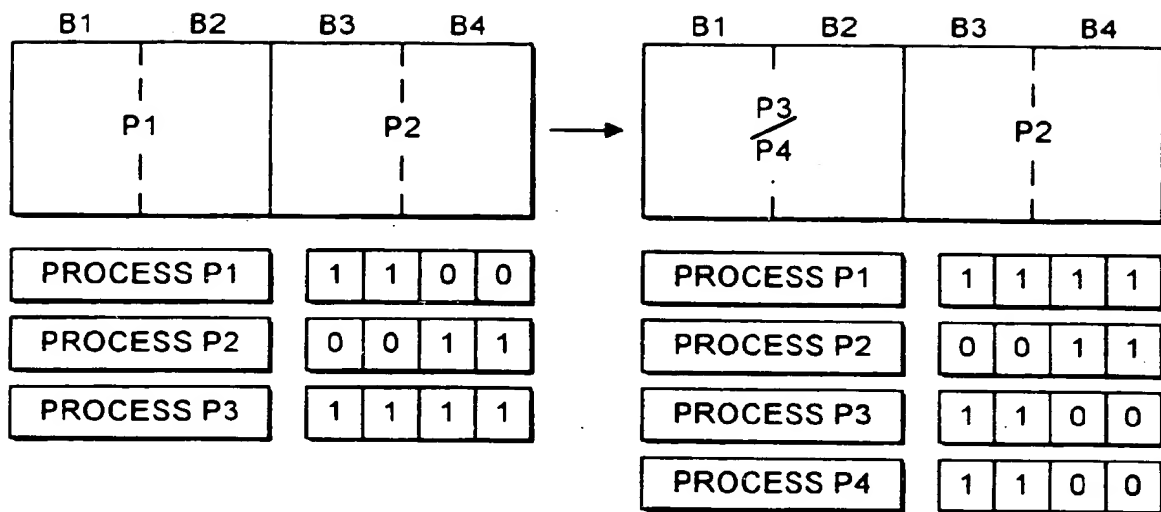 B1 B2 B3 B4
P1 P2
PROCESS P1 1 1 0 0
PROCESS P2 0 0 1 1
PROCESS P3 1 1 1 1
B1 B2 B3 B4
P3
P4
P2
PROCESS P1 1 1 1 1
PROCESS P2 0 0 1 1
PROCESS P3 1 1 0 0
PROCESS P4 1 1 0 0